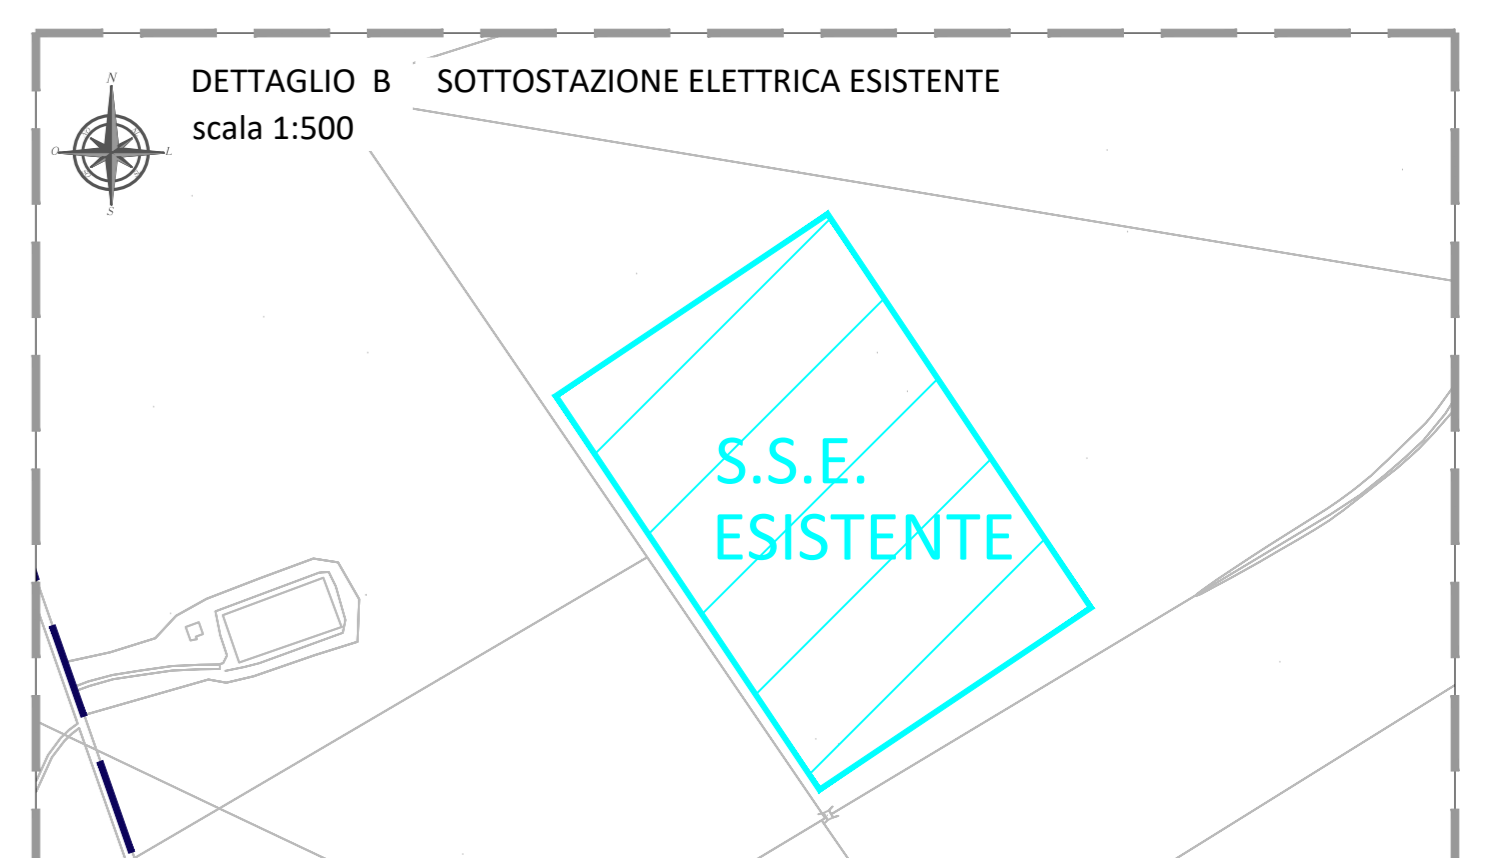 DETTAGLIO B SOTTOSTAZIONE ELETTRICA ESISTENTE
scala 1:500
N
O L
S
S.S.E.
ESISTENTE